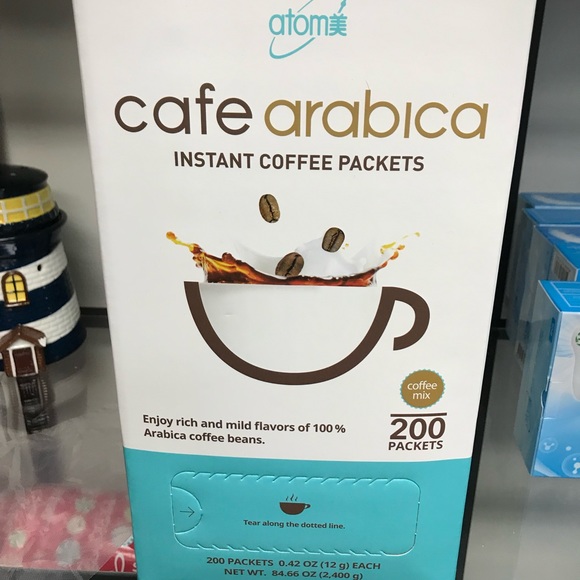 atom美
cafe arabica
INSTANT COFFEE PACKETS
coffee
mix
200
PACKETS
Enjoy rich and mild flavors of 100%
Arabica coffee beans.
Tear along the dotted line.
200 PACKETS 0.42 OZ (12 g) EACH
NET WT. 84.66 OZ (2,400 g)